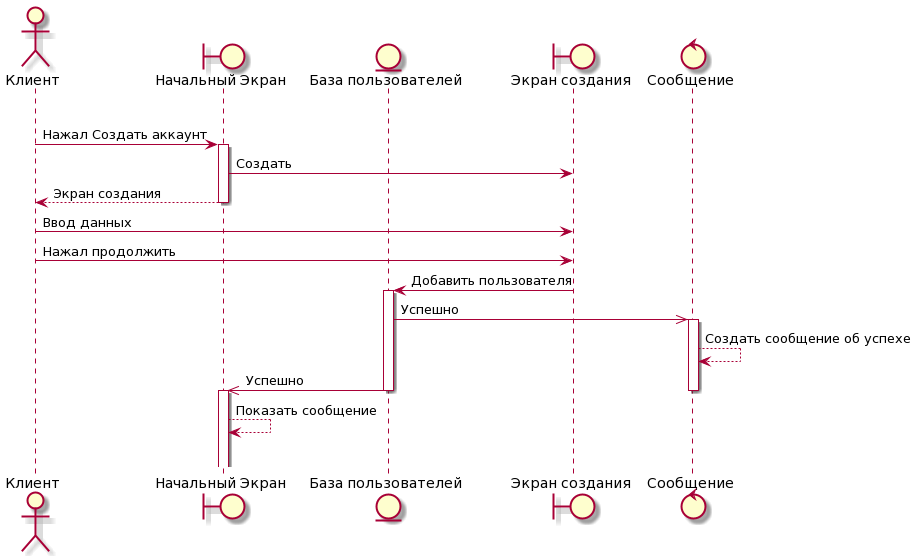 Клиент
Начальный Экран
База пользователей
Экран создания
Сообщение
Нажал Создать аккаунт
Создать
Экран создания
Ввод данных
Нажал продолжить
Добавить пользователя
Успешно
Создать сообщение об успехе
Успешно
Показать сообщение
Клиент
Начальный Экран
База пользователей
Экран создания
Сообщение